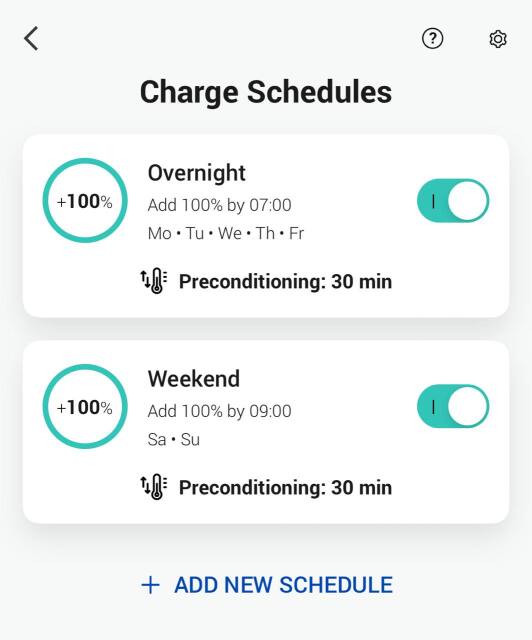 ?
Charge Schedules
+100%
Overnight
Add 100% by 07:00
Mo • Tu • We • Th • Fr
Preconditioning: 30 min
+100%
Weekend
Add 100% by 09:00
Sa • Su
Preconditioning: 30 min
+ ADD NEW SCHEDULE